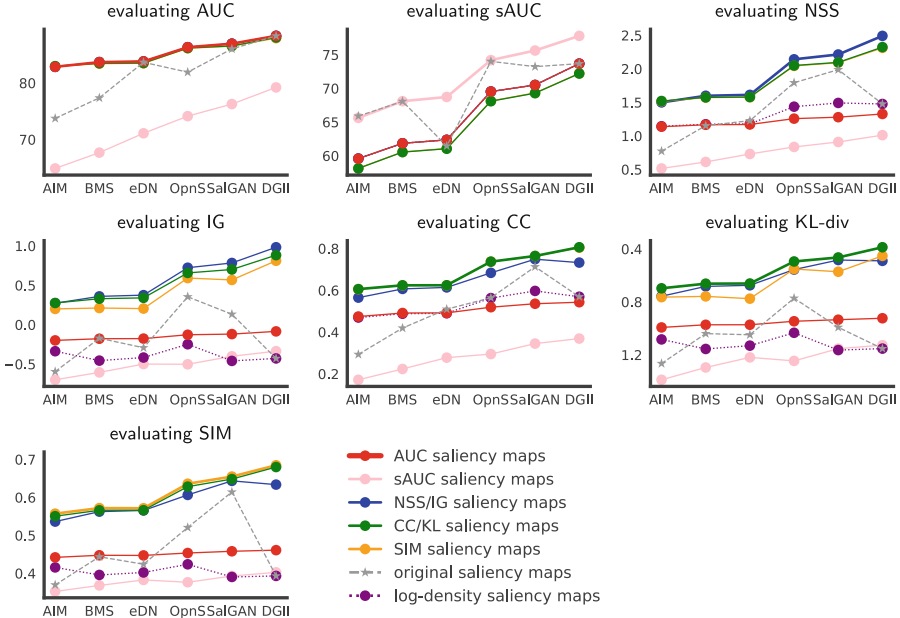 evaluating AUC
evaluating sAUC
evaluating NSS
80
70
AIM BMS eDN OpnSSalGAN DGII
75
70
65
60
AIM BMS eDN OpnSSalGAN DGII
2.5
2.0
1.5
1.0
0.5
AIM BMS eDN OpnSSalGAN DGII
evaluating IG
evaluating CC
evaluating KL-div
1.0
0.5
0.0
−0.5
AIM BMS eDN OpnSSalGAN DGII
0.8
0.6
0.4
0.2
AIM BMS eDN OpnSSalGAN DGII
0.4
0.8
1.2
AIM BMS eDN OpnSSalGAN DGII
evaluating SIM
0.7
0.6
0.5
0.4
AIM BMS eDN OpnSSalGAN DGII
AUC saliency maps
sAUC saliency maps
NSS/IG saliency maps
CC/KL saliency maps
SIM saliency maps
original saliency maps
log-density saliency maps